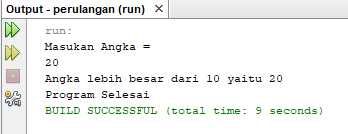 Output - perulangan (run)
run:
Masukan Angka =
20
Angka lebih besar dari 10 yaitu 20
Program Selesai
BUILD SUCCESSFUL (total time: 9 seconds)